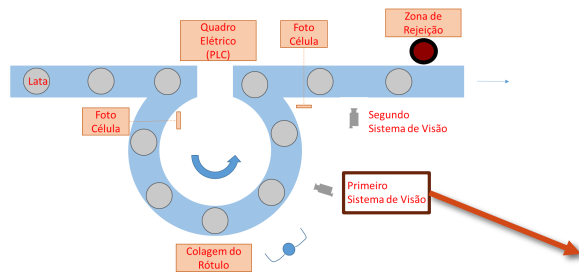 Quadro
Elétrico
(PLC)
Foto
Célula
Zona de
Rejeição
Lata
Foto
Célula
Segundo
Sistema de Visão
Primeiro
Sistema de Visão
Colagem do
Rótulo